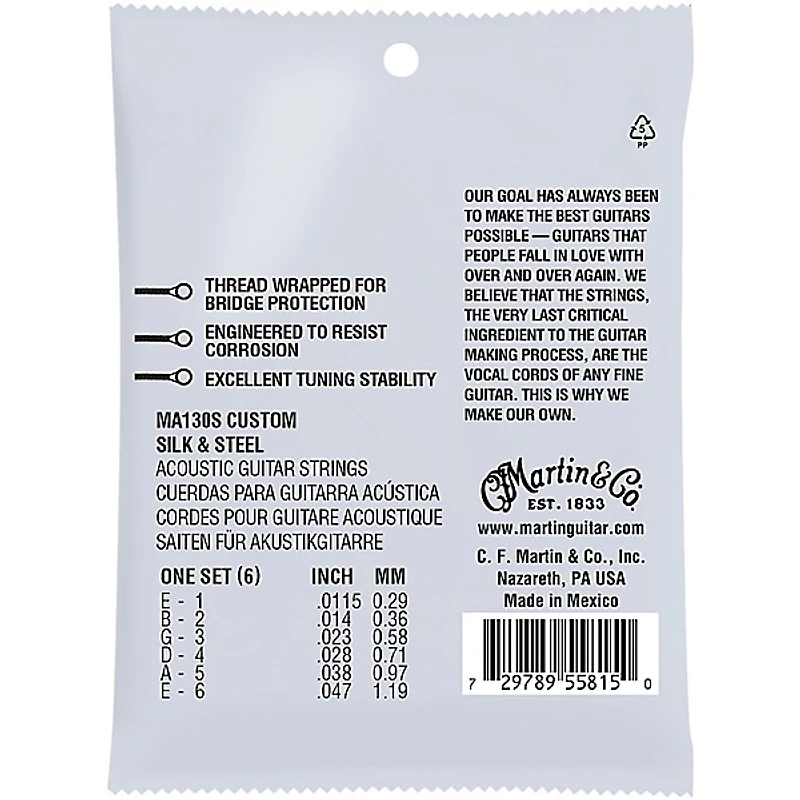 5
PP
OUR GOAL HAS ALWAYS BEEN
TO MAKE THE BEST GUITARS
POSSIBLE — GUITARS THAT
PEOPLE FALL IN LOVE WITH
OVER AND OVER AGAIN. WE
BELIEVE THAT THE STRINGS,
THE VERY LAST CRITICAL
INGREDIENT TO THE GUITAR
MAKING PROCESS, ARE THE
VOCAL CORDS OF ANY FINE
GUITAR. THIS IS WHY WE
MAKE OUR OWN.
THREAD WRAPPED FOR
BRIDGE PROTECTION
ENGINEERED TO RESIST
CORROSION
EXCELLENT TUNING STABILITY
MA130S CUSTOM
SILK & STEEL
ACOUSTIC GUITAR STRINGS
CUERDAS PARA GUITARRA ACÚSTICA
CORDES POUR GUITARE ACOUSTIQUE
SAITEN FÜR AKUSTIKGITARRE
ONE SET (6) INCH MM
E - 1 .0115 0.29
B - 2 .014 0.36
G - 3 .023 0.58
D - 4 .028 0.71
A - 5 .038 0.97
E - 6 .047 1.19
CF Martin & Co.
EST. 1833
www.martinguitar.com
C. F. Martin & Co., Inc.
Nazareth, PA USA
Made in Mexico
7 29789 55815 0